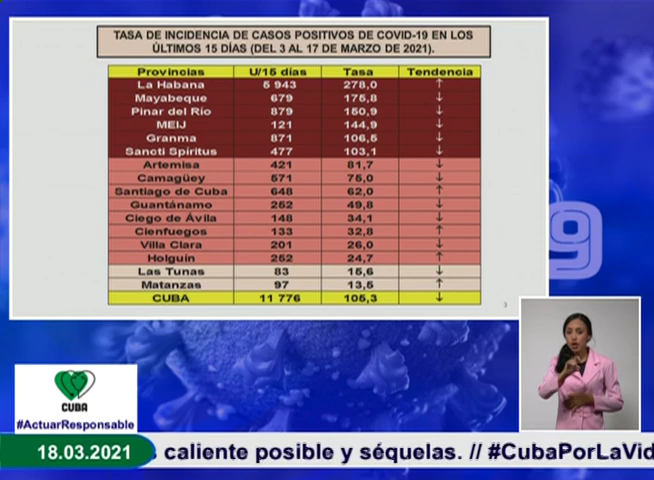 TASA DE INCIDENCIA DE CASOS POSITIVOS DE COVID-19 EN LOS
ÚLTIMOS 15 DÍAS (DEL 3 AL 17 DE MARZO DE 2021).
Provincias U/15 días Tasa Tendencia
La Habana 5 943 278,0 ↑
Mayabeque 679 175,8 ↓
Pinar del Río 879 150,9 ↓
MEIJ 121 144,9 ↓
Granma 871 106,5 ↓
Sancti Spíritus 477 103,1 ↓
Artemisa 421 81,7 ↓
Camagüey 571 75,0 ↓
Santiago de Cuba 648 62,0 ↑
Guantánamo 252 49,8 ↓
Ciego de Ávila 148 34,1 ↓
Cienfuegos 133 32,8 ↑
Villa Clara 201 26,0 ↓
Holguín 252 24,7 ↑
Las Tunas 83 15,6 ↓
Matanzas 97 13,5 ↑
CUBA 11 776 105,3 ↓
3
9
CUBA
#ActuarResponsable
18.03.2021 caliente posible y séquelas. // #CubaPorLaVid